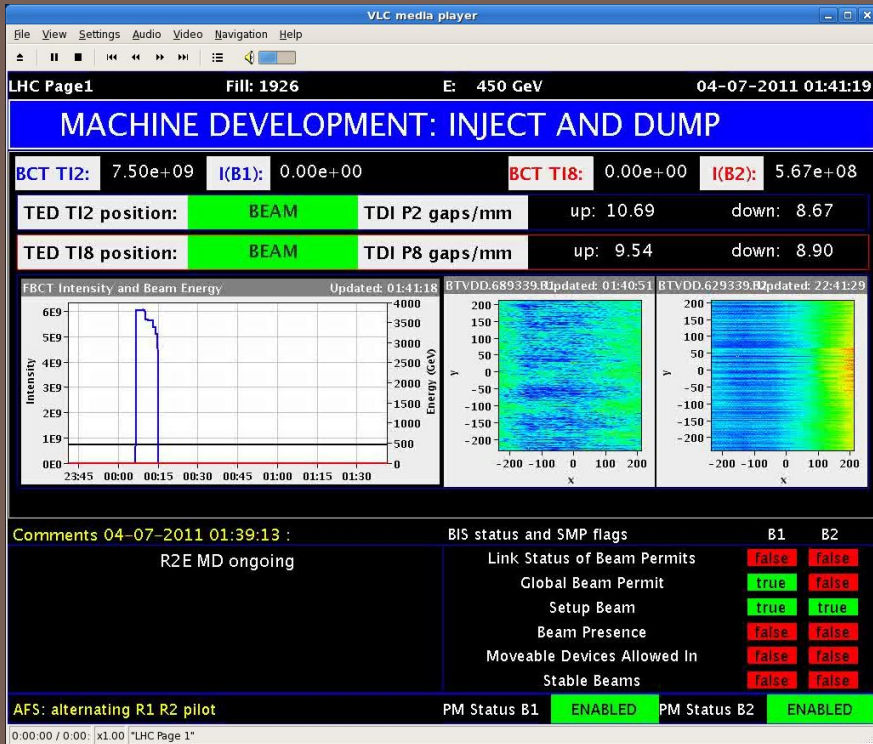 VLC media player
File View Settings Audio Video Navigation Help
LHC Page1 Fill: 1926 E: 450 GeV 04-07-2011 01:41:19
MACHINE DEVELOPMENT: INJECT AND DUMP
BCT TI2: 7.50e+09 I(B1): 0.00e+00 BCT TI8: 0.00e+00 I(B2): 5.67e+08
TED TI2 position: BEAM TDI P2 gaps/mm up: 10.69 down: 8.67
TED TI8 position: BEAM TDI P8 gaps/mm up: 9.54 down: 8.90
FBCT Intensity and Beam Energy Updated: 01:41:18
6E9
5E9
4E9
3E9
2E9
1E9
0E0
Intensity
4000
3500
3000
2500
2000
1500
1000
500
0
Energy (GeV)
23:45 00:00 00:15 00:30 00:45 01:00 01:15 01:30
BTVDD.689339.B1 Updated: 01:40:51
200
150
100
50
0
-50
-100
-150
-200
y
-200 -100 0 100 200
x
BTVDD.629339.B2 Updated: 22:41:29
200
150
100
50
0
-50
-100
-150
-200
y
-200 -100 0 100 200
x
Comments 04-07-2011 01:39:13 :
R2E MD ongoing
BIS status and SMP flags B1 B2
Link Status of Beam Permits false false
Global Beam Permit true false
Setup Beam true true
Beam Presence false false
Moveable Devices Allowed In false false
Stable Beams false false
AFS: alternating R1 R2 pilot PM Status B1 ENABLED PM Status B2 ENABLED
0:00:00 / 0:00: x1.00 "LHC Page 1"